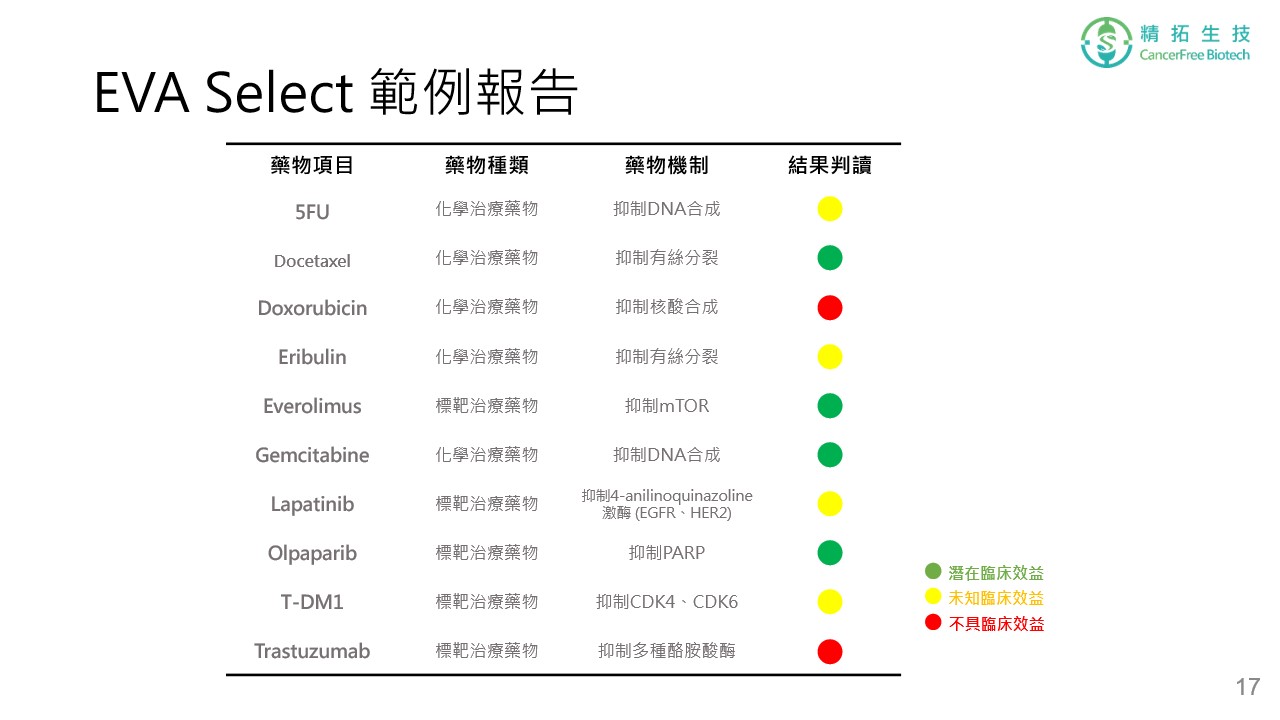 精拓生技
CancerFree Biotech
EVA Select 範例報告
藥物項目 藥物種類 藥物機制 結果判讀
5FU 化學治療藥物 抑制DNA合成
Docetaxel 化學治療藥物 抑制有絲分裂
Doxorubicin 化學治療藥物 抑制核酸合成
Eribulin 化學治療藥物 抑制有絲分裂
Everolimus 標靶治療藥物 抑制mTOR
Gemcitabine 化學治療藥物 抑制DNA合成
Lapatinib 標靶治療藥物 抑制4-anilinoquinazoline
激酶 (EGFR、HER2)
Olpaparib 標靶治療藥物 抑制PARP
T-DM1 標靶治療藥物 抑制CDK4、CDK6
Trastuzumab 標靶治療藥物 抑制多種酪胺酸酶
潛在臨床效益
未知臨床效益
不具臨床效益
17